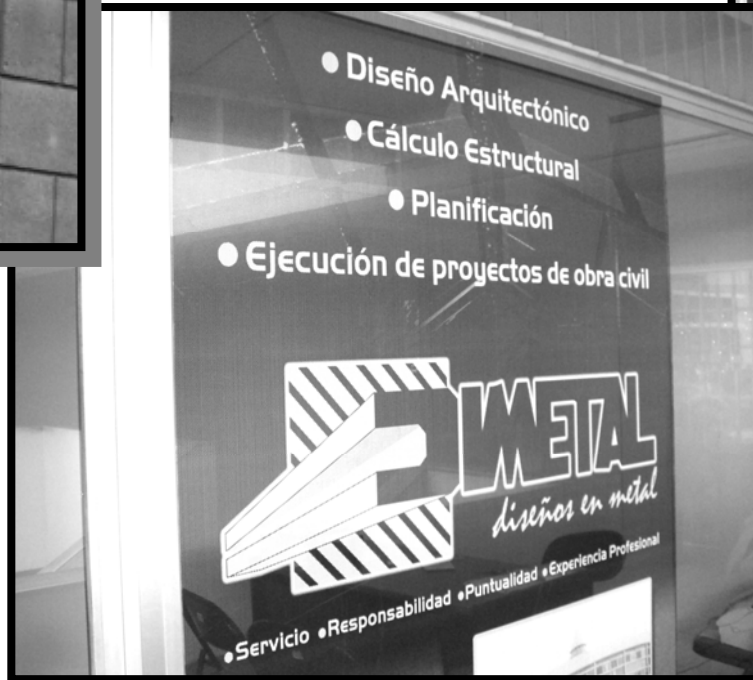 • Diseño Arquitectónico
• Cálculo Estructural
• Planificación
• Ejecución de proyectos de obra civil
DIMETAL
diseños en metal
• Servicio • Responsabilidad • Puntualidad • Experiencia Profesional